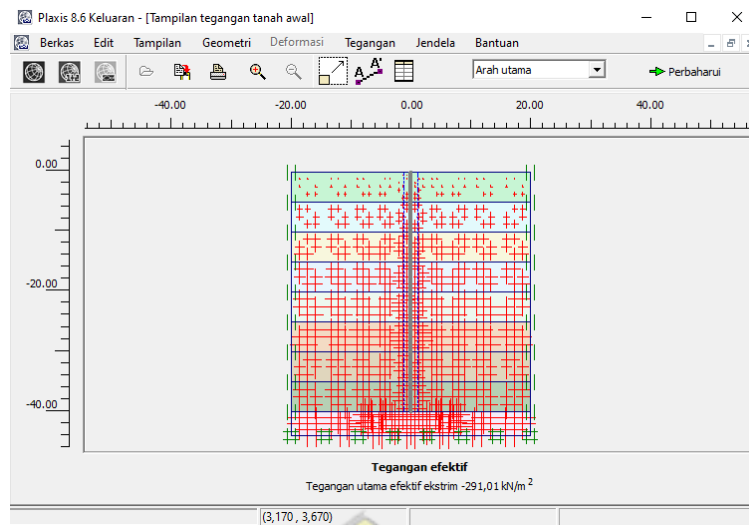 Plaxis 8.6 Keluaran - [Tampilan tegangan tanah awal]
Berkas Edit Tampilan Geometri Deformasi Tegangan Jendela Bantuan
A A' Arah utama Perbaharui
-40.00 -20.00 0.00 20.00 40.00
0.00
-20.00
-40.00
Tegangan efektif
Tegangan utama efektif ekstrim -291,01 kN/m²
(3,170 , 3,670)